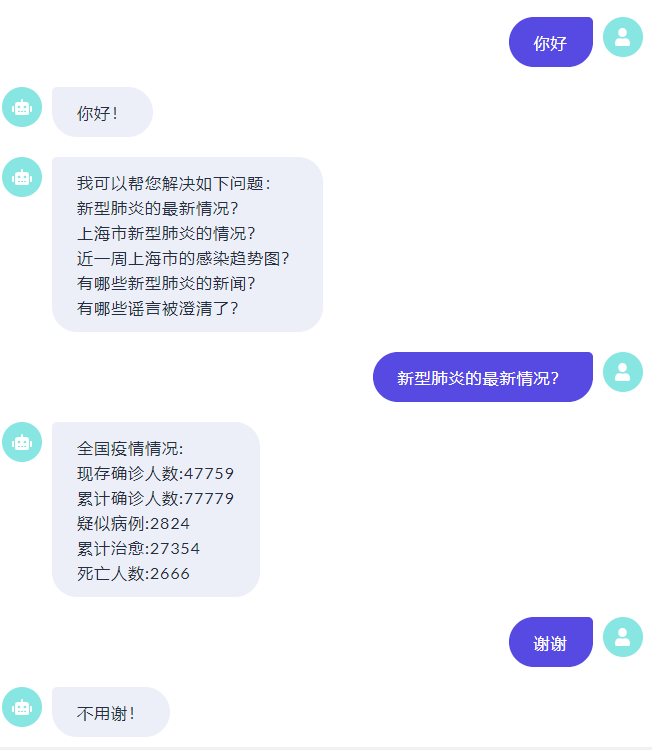 你好
你好！
我可以帮您解决如下问题：
新型肺炎的最新情况？
上海市新型肺炎的情况？
近一周上海市的感染趋势图？
有哪些新型肺炎的新闻？
有哪些谣言被澄清了？
新型肺炎的最新情况？
全国疫情情况:
现存确诊人数:47759
累计确诊人数:77779
疑似病例:2824
累计治愈:27354
死亡人数:2666
谢谢
不用谢！